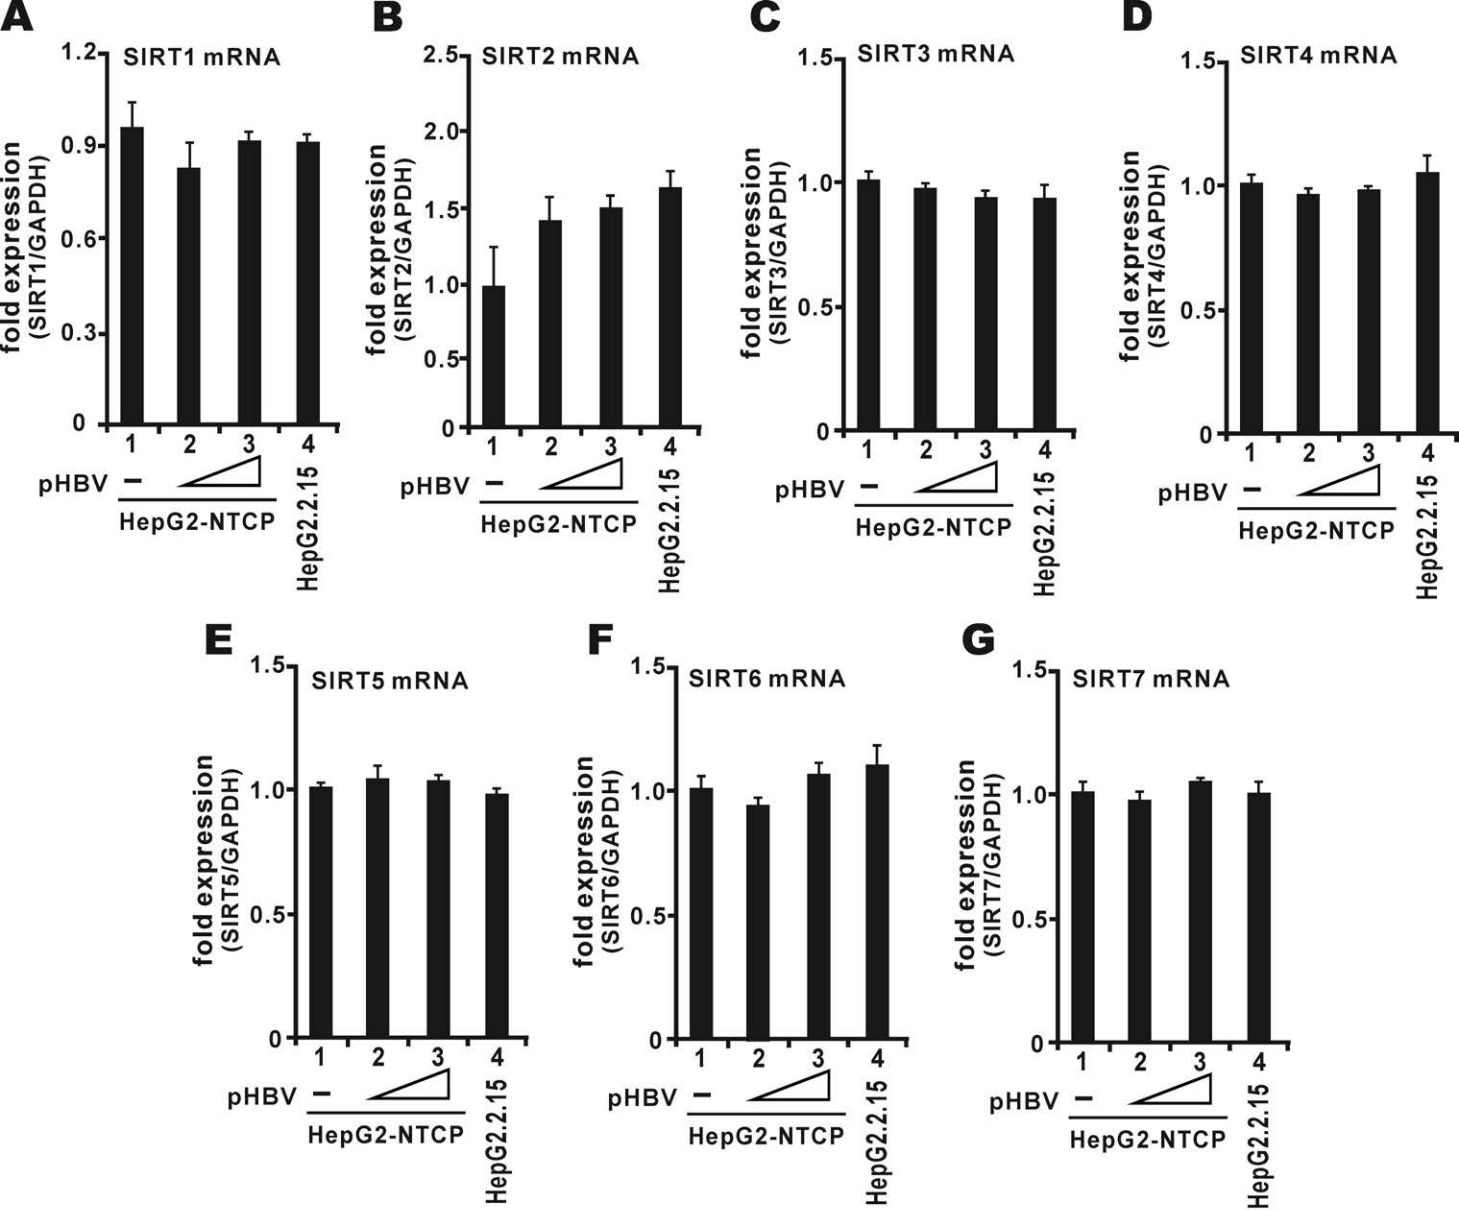 A
SIRT1 mRNA
fold expression
(SIRT1/GAPDH)
1.2
0.9
0.6
0.3
0
1 2 3 4
pHBV –
HepG2-NTCP
HepG2.2.15
B
SIRT2 mRNA
fold expression
(SIRT2/GAPDH)
2.5
2.0
1.5
1.0
0.5
0
1 2 3 4
pHBV –
HepG2-NTCP
HepG2.2.15
C
SIRT3 mRNA
fold expression
(SIRT3/GAPDH)
1.5
1.0
0.5
0
1 2 3 4
pHBV –
HepG2-NTCP
HepG2.2.15
D
SIRT4 mRNA
fold expression
(SIRT4/GAPDH)
1.5
1.0
0.5
0
1 2 3 4
pHBV –
HepG2-NTCP
HepG2.2.15
E
SIRT5 mRNA
fold expression
(SIRT5/GAPDH)
1.5
1.0
0.5
0
1 2 3 4
pHBV –
HepG2-NTCP
HepG2.2.15
F
SIRT6 mRNA
fold expression
(SIRT6/GAPDH)
1.5
1.0
0.5
0
1 2 3 4
pHBV –
HepG2-NTCP
HepG2.2.15
G
SIRT7 mRNA
fold expression
(SIRT7/GAPDH)
1.5
1.0
0.5
0
1 2 3 4
pHBV –
HepG2-NTCP
HepG2.2.15